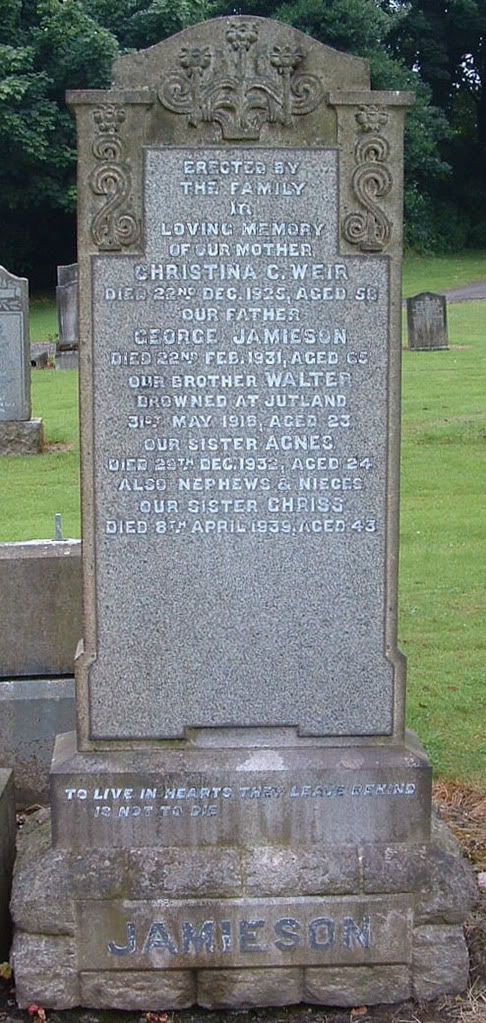 ERECTED BY
THE FAMILY
In
LOVING MEMORY
OF OUR MOTHER
CHRISTINA C. WEIR
DIED 22ND DEC. 1925, AGED 58
OUR FATHER
GEORGE JAMIESON
DIED 22ND FEB. 1931, AGED 65
OUR BROTHER WALTER
DROWNED AT JUTLAND
31ST MAY 1916, AGED 23
OUR SISTER AGNES
DIED 29TH DEC. 1932, AGED 24
ALSO NEPHEWS & NIECES
OUR SISTER CHRISS
DIED 8TH APRIL 1939, AGED 43
TO LIVE IN HEARTS THEY LEAVE BEHIND
IS NOT TO DIE
JAMIESON